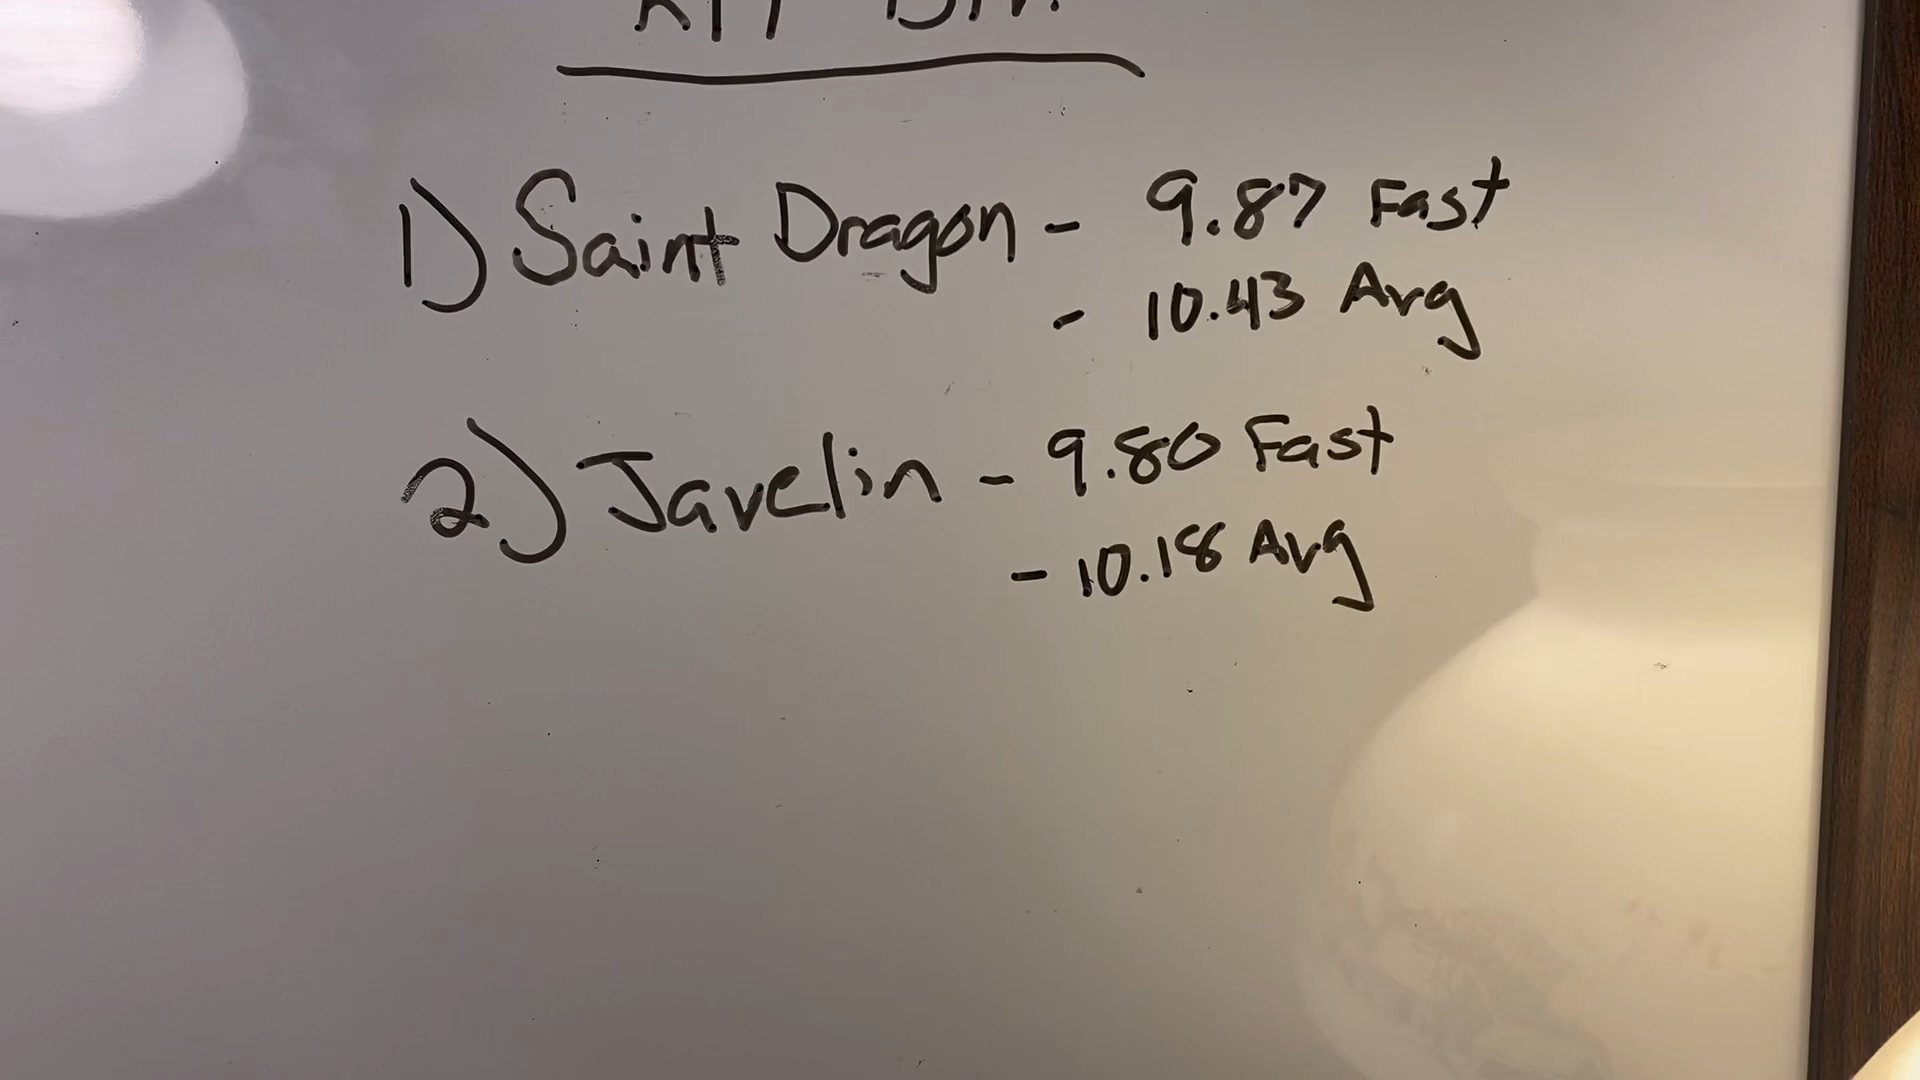 1) Saint Dragon - 9.87 Fast
- 10.43 Avg
2) Javelin - 9.80 Fast
- 10.18 Avg